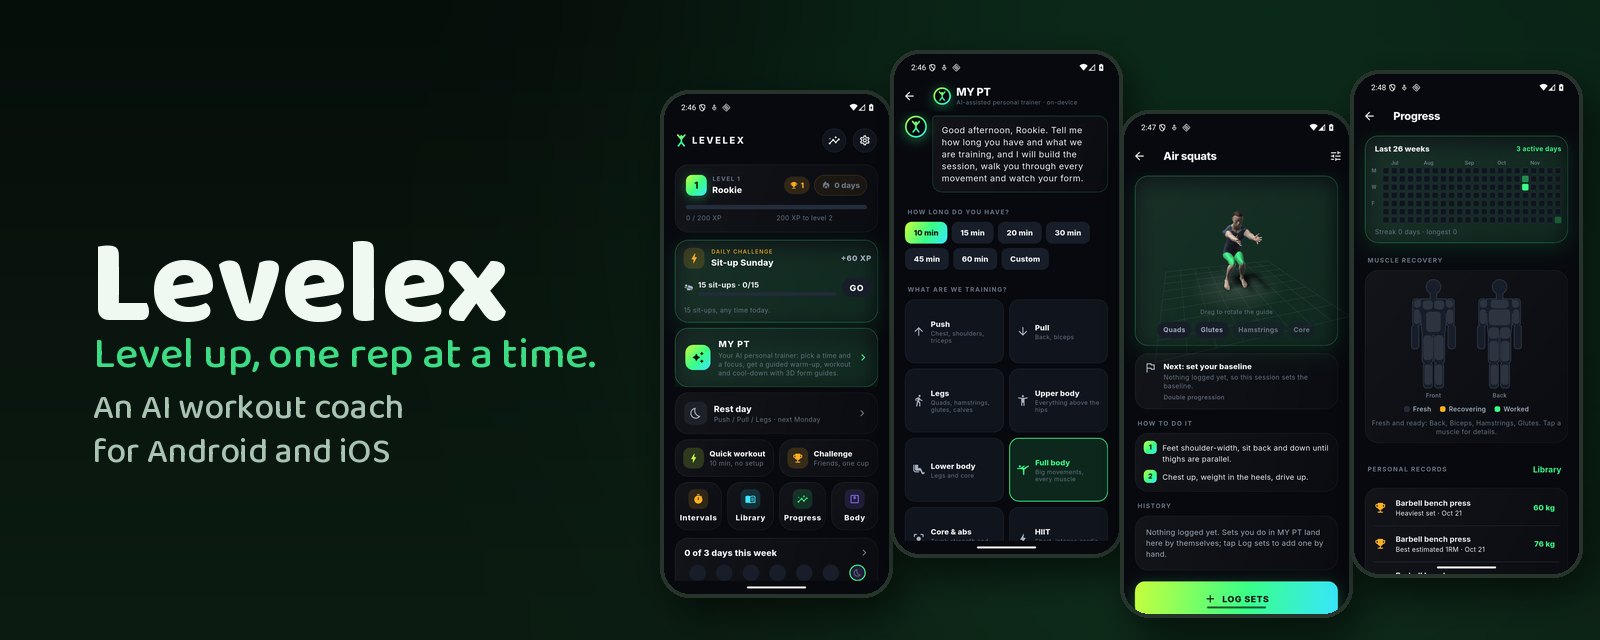 Levelex
Level up, one rep at a time.
An AI workout coach
for Android and iOS
2:46
LEVELEX
1
LEVEL 1
Rookie
1
0 days
0 / 200 XP
200 XP to level 2
DAILY CHALLENGE
Sit-up Sunday
+60 XP
15 sit-ups · 0/15
GO
15 sit-ups, any time today.
MY PT
Your AI personal trainer: pick a time and
a focus, get a guided warm-up, workout
and cool-down with 3D form guides.
Rest day
Push / Pull / Legs · next Monday
Quick workout
10 min, no setup
Challenge
Friends, one cup
Intervals
Library
Progress
Body
0 of 3 days this week
2:46
MY PT
AI-assisted personal trainer · on-device
Good afternoon, Rookie. Tell me
how long you have and what we
are training, and I will build the
session, walk you through every
movement and watch your form.
HOW LONG DO YOU HAVE?
10 min
15 min
20 min
30 min
45 min
60 min
Custom
WHAT ARE WE TRAINING?
Push
Chest, shoulders,
triceps
Pull
Back, biceps
Legs
Quads, hamstrings,
glutes, calves
Upper body
Everything above the
hips
Lower body
Legs and core
Full body
Big movements,
every muscle
Core & abs
HIIT
2:47
Air squats
Drag to rotate the guide
Quads
Glutes
Hamstrings
Core
Next: set your baseline
Nothing logged yet, so this session sets the
baseline.
Double progression
HOW TO DO IT
1
Feet shoulder-width, sit back and down until
thighs are parallel.
2
Chest up, weight in the heels, drive up.
HISTORY
Nothing logged yet. Sets you do in MY PT land
here by themselves; tap Log sets to add one by
hand.
+ LOG SETS
2:48
Progress
Last 26 weeks
3 active days
Jul
Aug
Sep
Oct
Nov
M
W
F
Streak 0 days · longest 0
MUSCLE RECOVERY
Front
Back
Fresh
Recovering
Worked
Fresh and ready: Back, Biceps, Hamstrings, Glutes. Tap a
muscle for details.
PERSONAL RECORDS
Library
Barbell bench press
Heaviest set · Oct 21
60 kg
Barbell bench press
Best estimated 1RM · Oct 21
76 kg